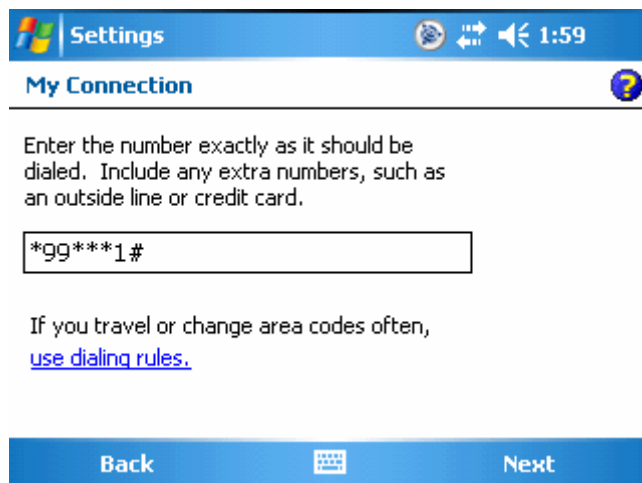 Settings 1:59
My Connection
Enter the number exactly as it should be
dialed. Include any extra numbers, such as
an outside line or credit card.
*99***1#
If you travel or change area codes often,
use dialing rules.
Back Next